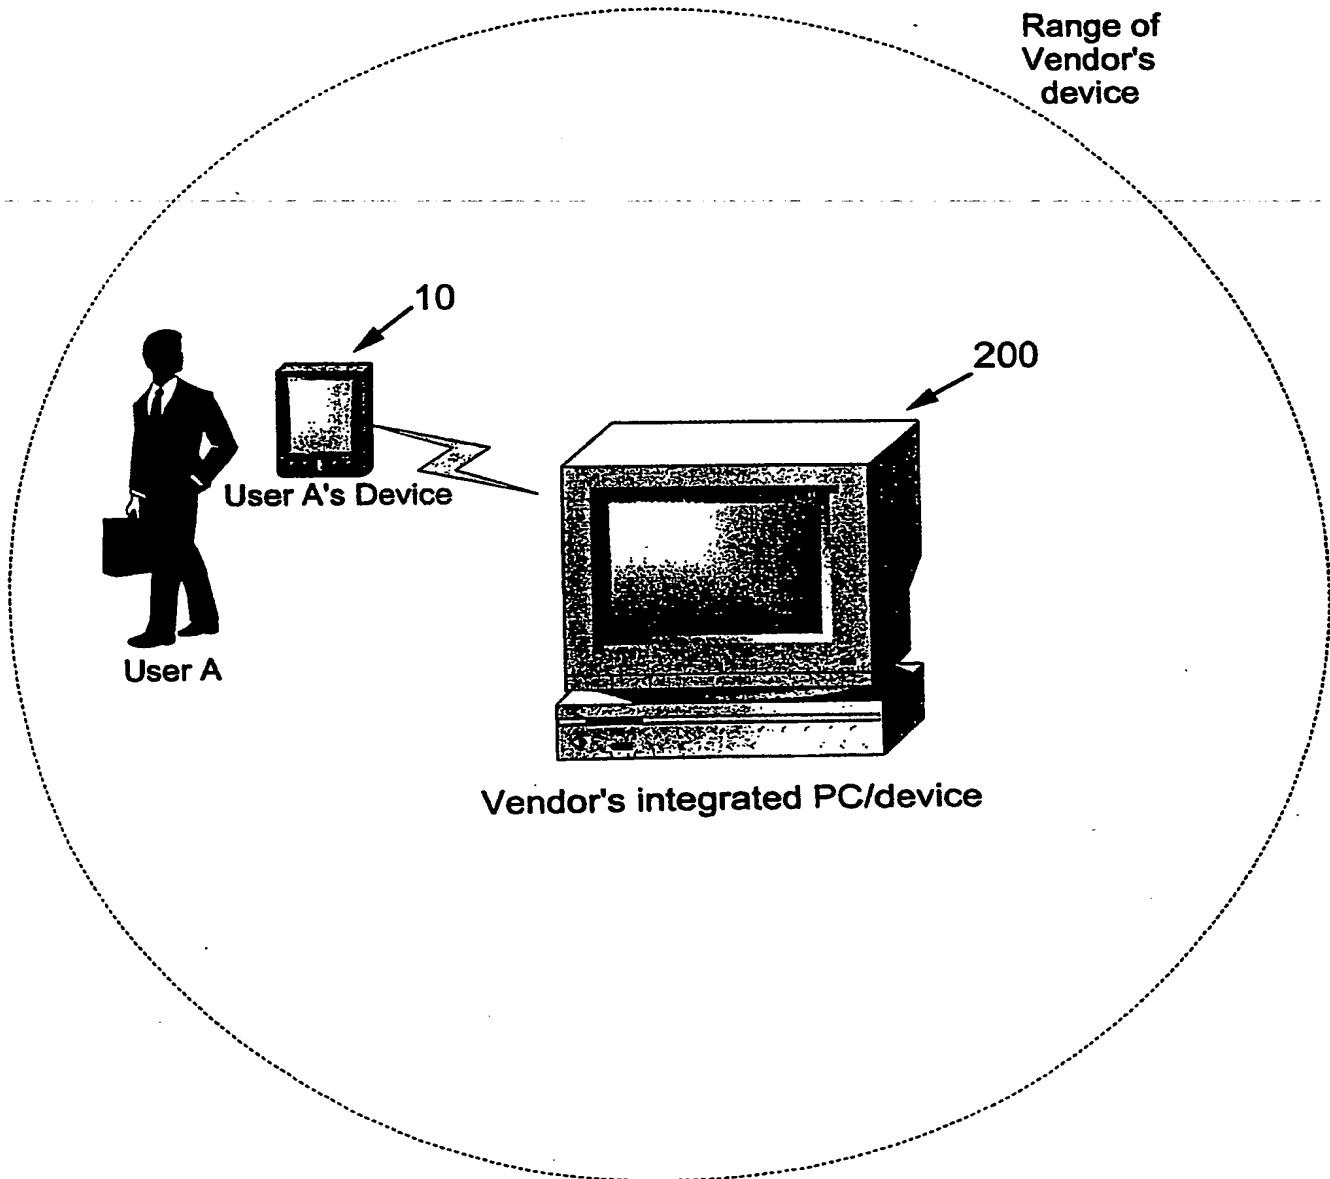 Range of
Vendor's
device
10
200
User A's Device
User A
Vendor's integrated PC/device